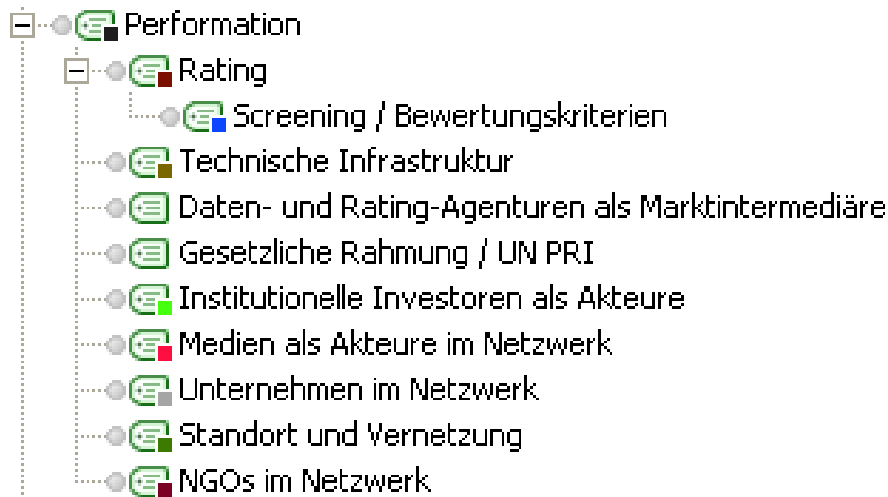 Performation
Rating
Screening / Bewertungskriterien
Technische Infrastruktur
Daten- und Rating-Agenturen als Marktintermediäre
Gesetzliche Rahmung / UN PRI
Institutionelle Investoren als Akteure
Medien als Akteure im Netzwerk
Unternehmen im Netzwerk
Standort und Vernetzung
NGOs im Netzwerk